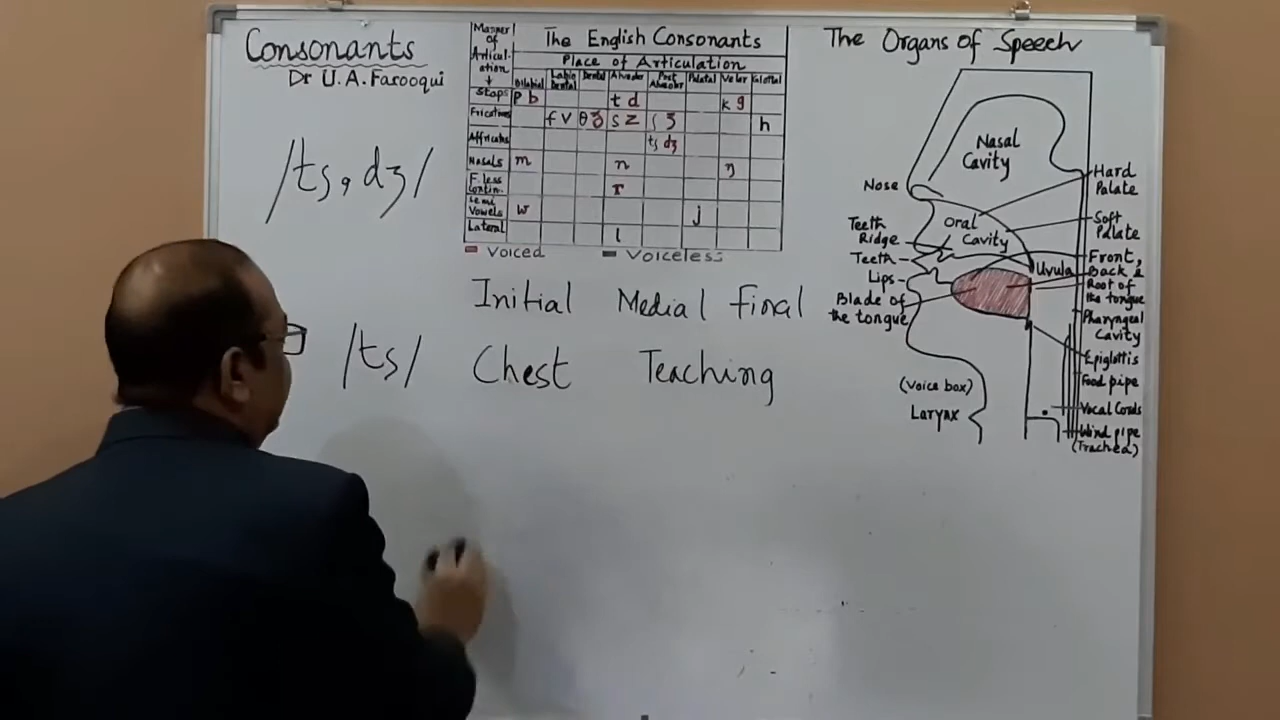 Consonants
Dr U. A. Farooqui
/tʃ, dʒ/
Manner of Articul-ation ↓
The English Consonants
Place of Articulation
Bilabial Labio Dental Dental Alveolar Post Alveolar Palatal Velar Glottal
Stops p b t d k g
Fricatives f v θ ʒ s z ʃ ʒ h
Affricates tʃ dʒ
Nasals m n ŋ
F. less Contin- r
Semi Vowels w j
Lateral l
Voiced Voiceless
Initial Medial Final
/tʃ/ Chest Teaching
The Organs of Speech
Nasal
Cavity
Nose
Hard
Palate
Oral
Cavity
Soft
Palate
Teeth
Ridge
Teeth
Lips
Blade of
the tongue
Uvula
Front,
Back &
Root of
the tongue
Pharyngeal
Cavity
Epiglottis
Food pipe
(Voice box)
Larynx
Vocal Cords
Wind pipe
(Trachea)